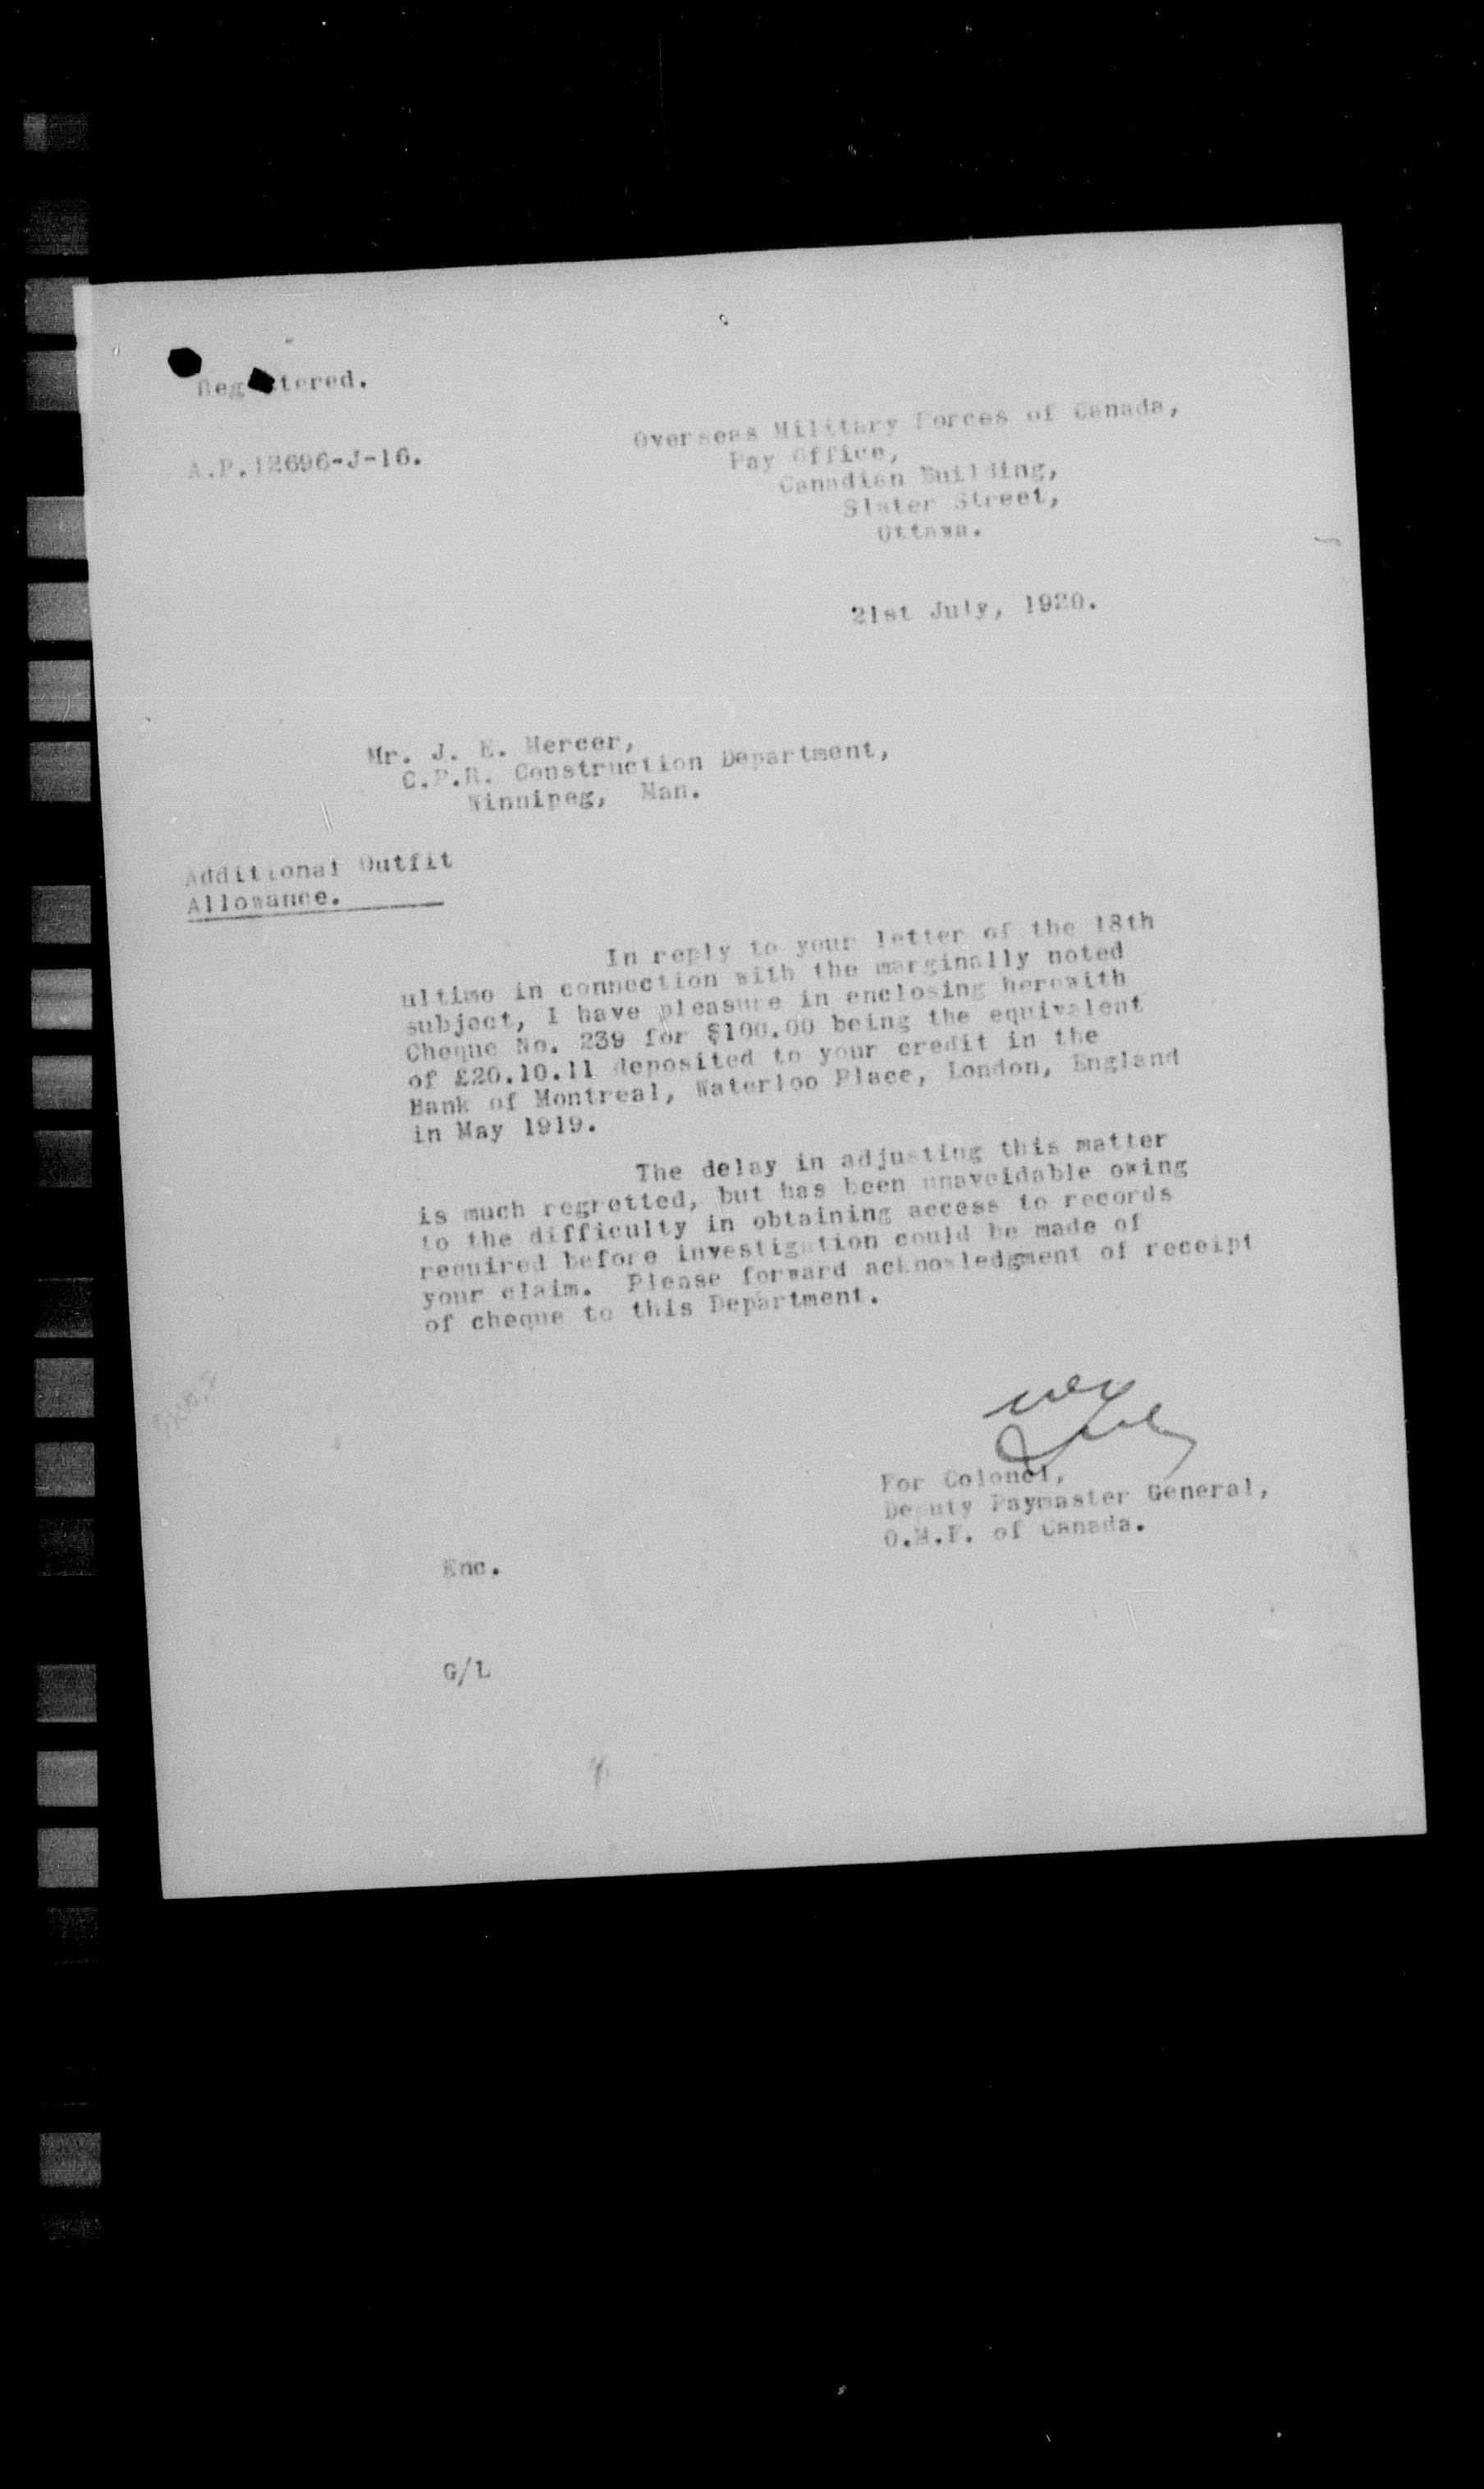 Registered.
A.P.12696-J-16.
Overseas Military Forces of Canada,
Pay Office,
Canadian Building,
Slater Street,
Ottawa.
21st July, 1920.
Mr. J. E. Mercer,
C.P.R. Construction Department,
Winnipeg, Man.
Additional Outfit
Allowance.
In reply to your letter of the 18th
ultimo in connection with the marginally noted
subject, I have pleasure in enclosing herewith
Cheque No. 239 for $100.00 being the equivalent
of £20.10.11 deposited to your credit in the
Bank of Montreal, Waterloo Place, London, England
in May 1919.
The delay in adjusting this matter
is much regretted, but has been unavoidable owing
to the difficulty in obtaining access to records
required before investigation could be made of
your claim. Please forward acknowledgment of receipt
of cheque to this Department.
For Colonel,
Deputy Paymaster General,
O.M.F. of Canada.
Enc.
G/L